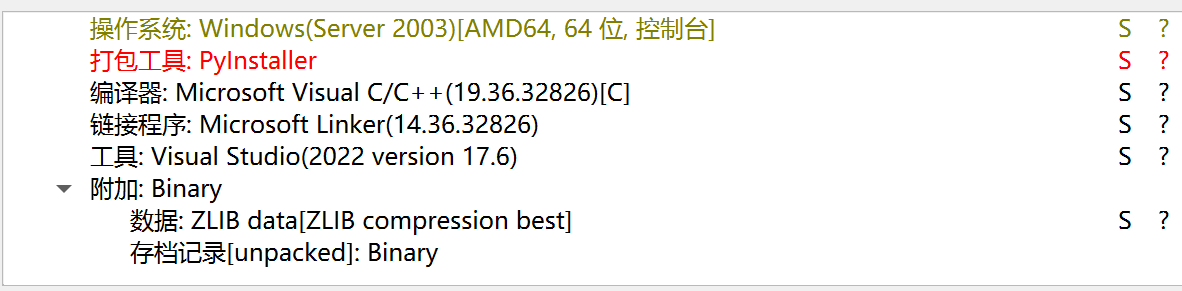 操作系统: Windows(Server 2003)[AMD64, 64 位, 控制台] S ?
打包工具: PyInstaller S ?
编译器: Microsoft Visual C/C++(19.36.32826)[C] S ?
链接程序: Microsoft Linker(14.36.32826) S ?
工具: Visual Studio(2022 version 17.6) S ?
附加: Binary
数据: ZLIB data[ZLIB compression best] S ?
存档记录[unpacked]: Binary